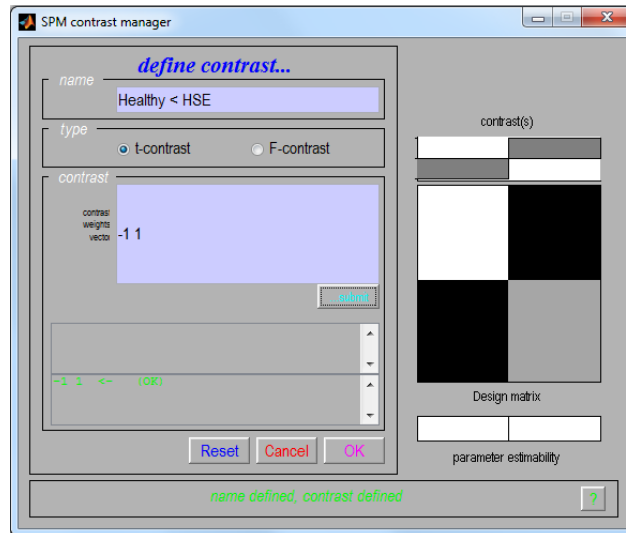 SPM contrast manager
define contrast...
name
Healthy < HSE
type
t-contrast
F-contrast
contrast
contrast
weights
vector
-1 1
...submit
-1 1 <- (OK)
Reset
Cancel
OK
contrast(s)
Design matrix
parameter estimability
name defined, contrast defined
?